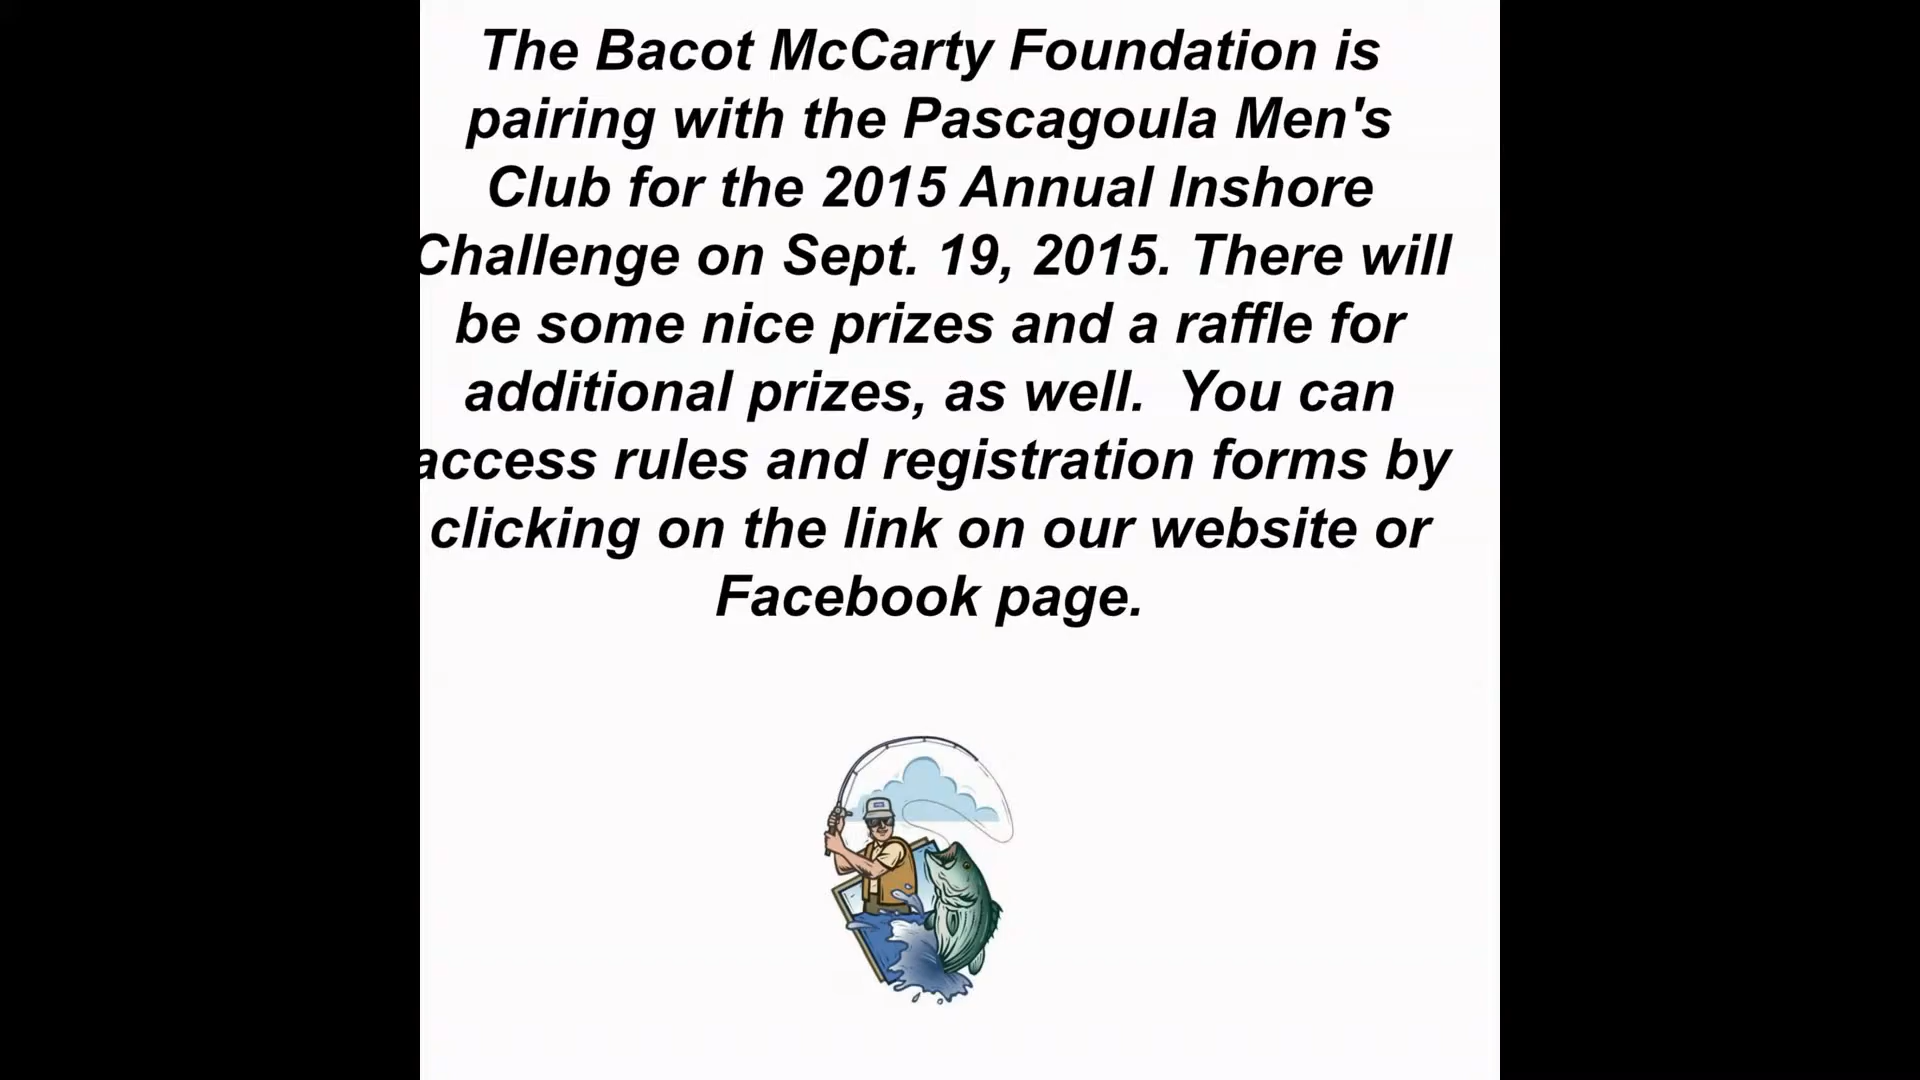 The Bacot McCarty Foundation is
pairing with the Pascagoula Men's
Club for the 2015 Annual Inshore
Challenge on Sept. 19, 2015. There will
be some nice prizes and a raffle for
additional prizes, as well.  You can
access rules and registration forms by
clicking on the link on our website or
Facebook page.